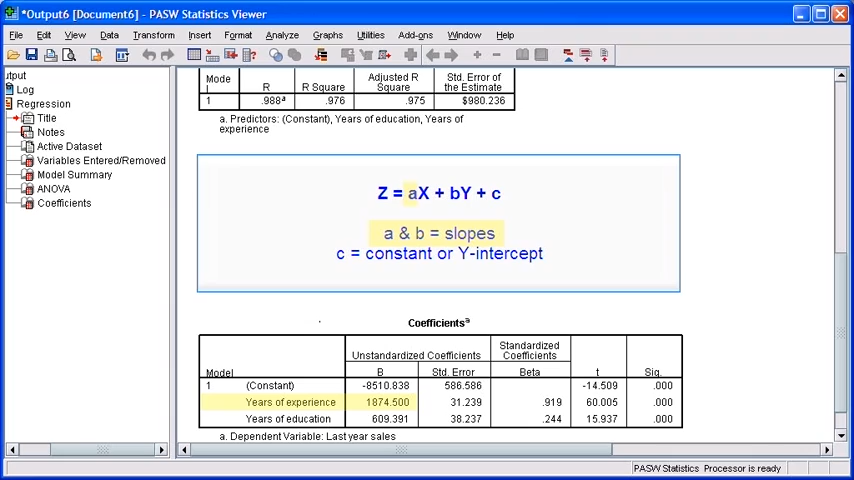 *Output6 [Document6] - PASW Statistics Viewer
File Edit View Data Transform Insert Format Analyze Graphs Utilities Add-ons Window Help
utput
Log
Regression
Title
Notes
Active Dataset
Variables Entered/Removed
Model Summary
ANOVA
Coefficients
Mode
l R R Square Adjusted R
Square Std. Error of
the Estimate
1 .988a .976 .975 $980.236
a. Predictors: (Constant), Years of education, Years of
experience
Z = aX + bY + c
a & b = slopes
c = constant or Y-intercept
Coefficientsa
Model Unstandardized Coefficients Standardized
Coefficients t Sig.
B Std. Error Beta
1 (Constant) -8510.838 586.586 -14.509 .000
Years of experience 1874.500 31.239 .919 60.005 .000
Years of education 609.391 38.237 .244 15.937 .000
a. Dependent Variable: Last year sales
PASW Statistics Processor is ready